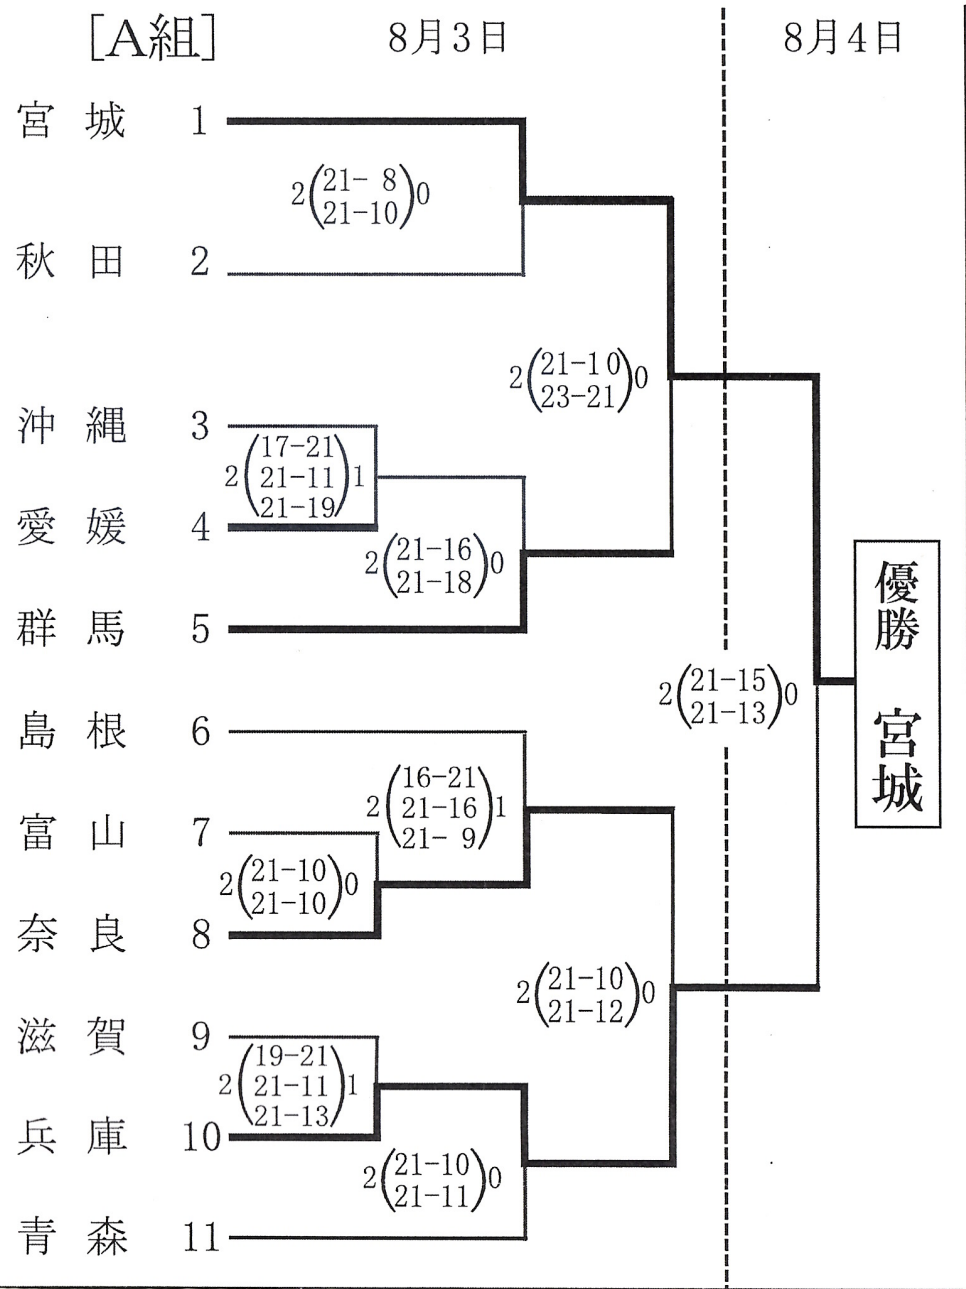 ［A組］ 8月3日 8月4日
宮城 1
2(21- 8
21-10)0
秋田 2
2(21-10
23-21)0
沖縄 3
2(17-21
21-11
21-19)1
愛媛 4
2(21-16
21-18)0
群馬 5
優勝 宮城
2(21-15
21-13)0
島根 6
2(16-21
21-16
21- 9)1
富山 7
2(21-10
21-10)0
奈良 8
2(21-10
21-12)0
滋賀 9
2(19-21
21-11
21-13)1
兵庫 10
2(21-10
21-11)0
青森 11